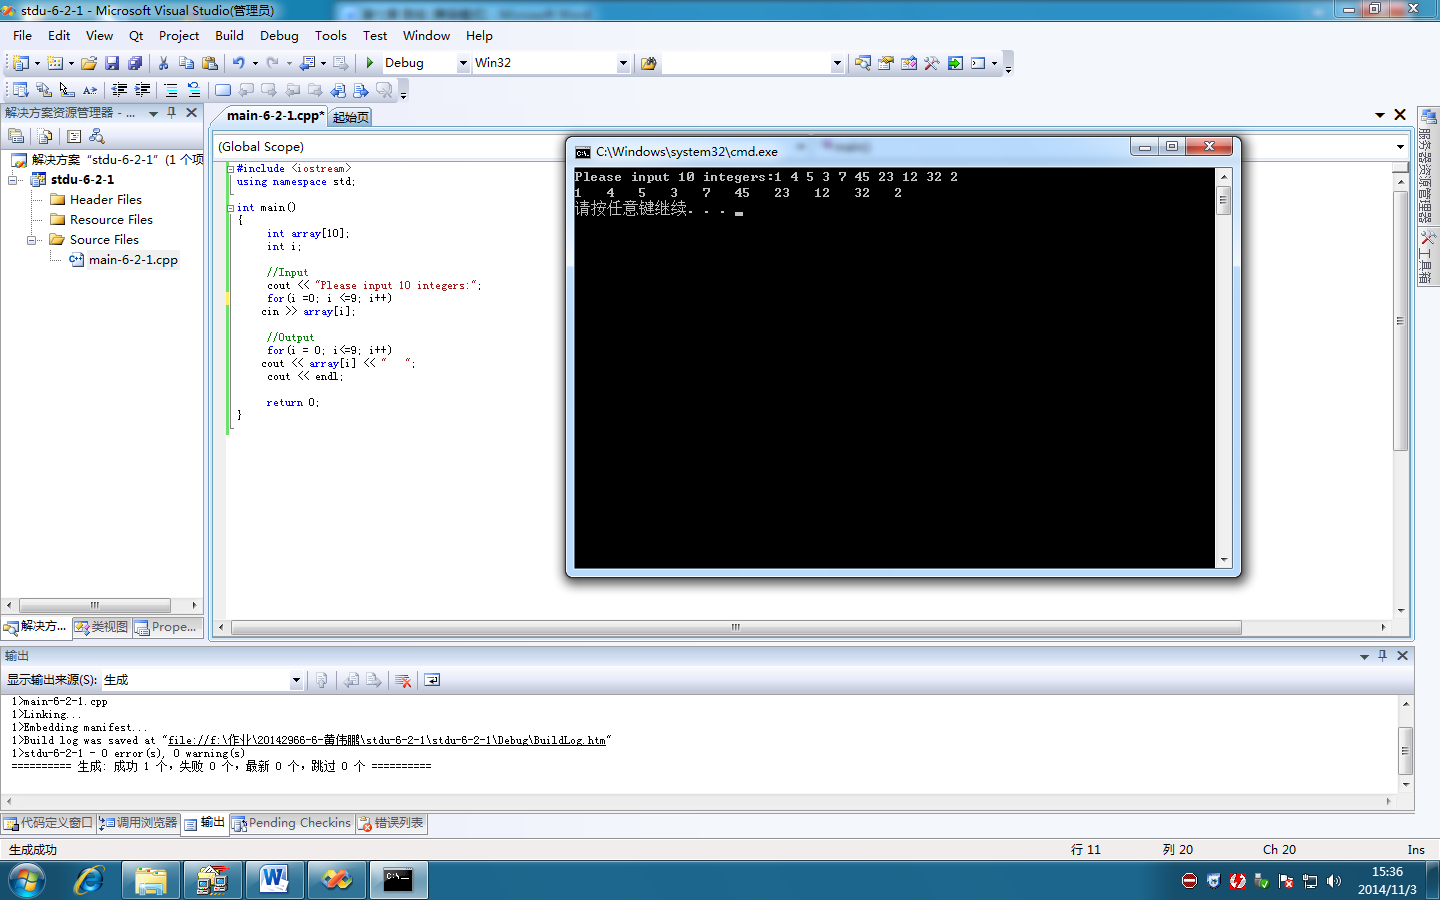 stdu-6-2-1 - Microsoft Visual Studio(管理员)
File Edit View Qt Project Build Debug Tools Test Window Help
Debug Win32
解决方案资源管理器 - ...
解决方案 “stdu-6-2-1” (1 个项
stdu-6-2-1
Header Files
Resource Files
Source Files
main-6-2-1.cpp
解决方...
类视图
Prope...
main-6-2-1.cpp*
起始页
(Global Scope)
#include <iostream>
using namespace std;
int main()
{
int array[10];
int i;
//Input
cout << "Please input 10 integers:";
for(i =0; i <=9; i++)
cin >> array[i];
//Output
for(i = 0; i<=9; i++)
cout << array[i] << "   ";
cout << endl;
return 0;
}
C:\Windows\system32\cmd.exe
Please input 10 integers:1 4 5 3 7 45 23 12 32 2
1   4   5   3   7   45   23   12   32   2
请按任意键继续. . .
服务器资源管理器
工具箱
输出
显示输出来源(S): 生成
1>main-6-2-1.cpp
1>Linking...
1>Embedding manifest...
1>Build log was saved at "file://f:\作业\20142966-6-黄伟鹏\stdu-6-2-1\stdu-6-2-1\Debug\BuildLog.htm"
1>stdu-6-2-1 - 0 error(s), 0 warning(s)
========== 生成: 成功 1 个，失败 0 个，最新 0 个，跳过 0 个 ==========
代码定义窗口 调用浏览器 输出 Pending Checkins 错误列表
生成成功 行 11 列 20 Ch 20 Ins
C:\
15:36
2014/11/3